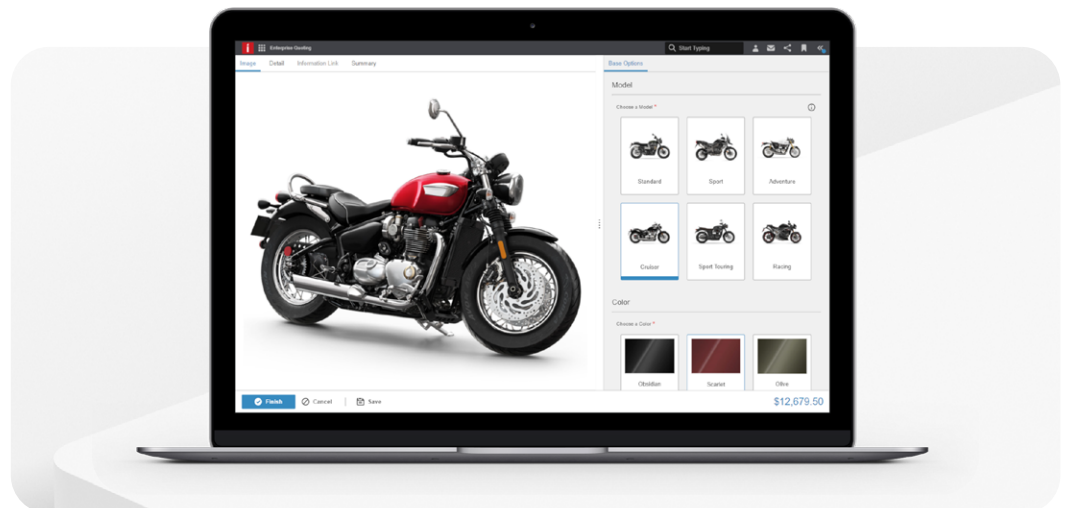 i Enterprise Quoting
Start Typing
Image Detail Information Link Summary
Base Options
Model
Choose a Model *
Standard Sport Adventure
Cruiser Sport Touring Racing
Color
Choose a Color *
Obsidian Scarlet Olive
Finish Cancel | Save
$12,679.50